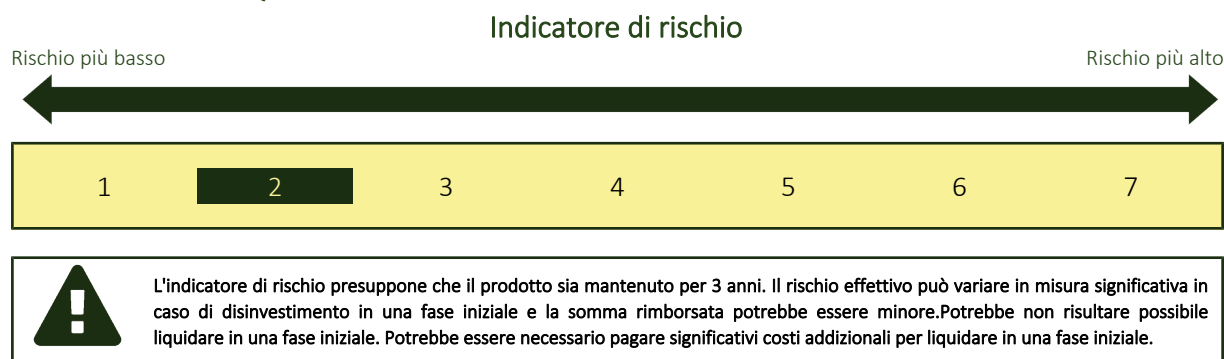 Indicatore di rischio
Rischio più basso Rischio più alto
1 2 3 4 5 6 7
L'indicatore di rischio presuppone che il prodotto sia mantenuto per 3 anni. Il rischio effettivo può variare in misura significativa in
caso di disinvestimento in una fase iniziale e la somma rimborsata potrebbe essere minore.Potrebbe non risultare possibile
liquidare in una fase iniziale. Potrebbe essere necessario pagare significativi costi addizionali per liquidare in una fase iniziale.